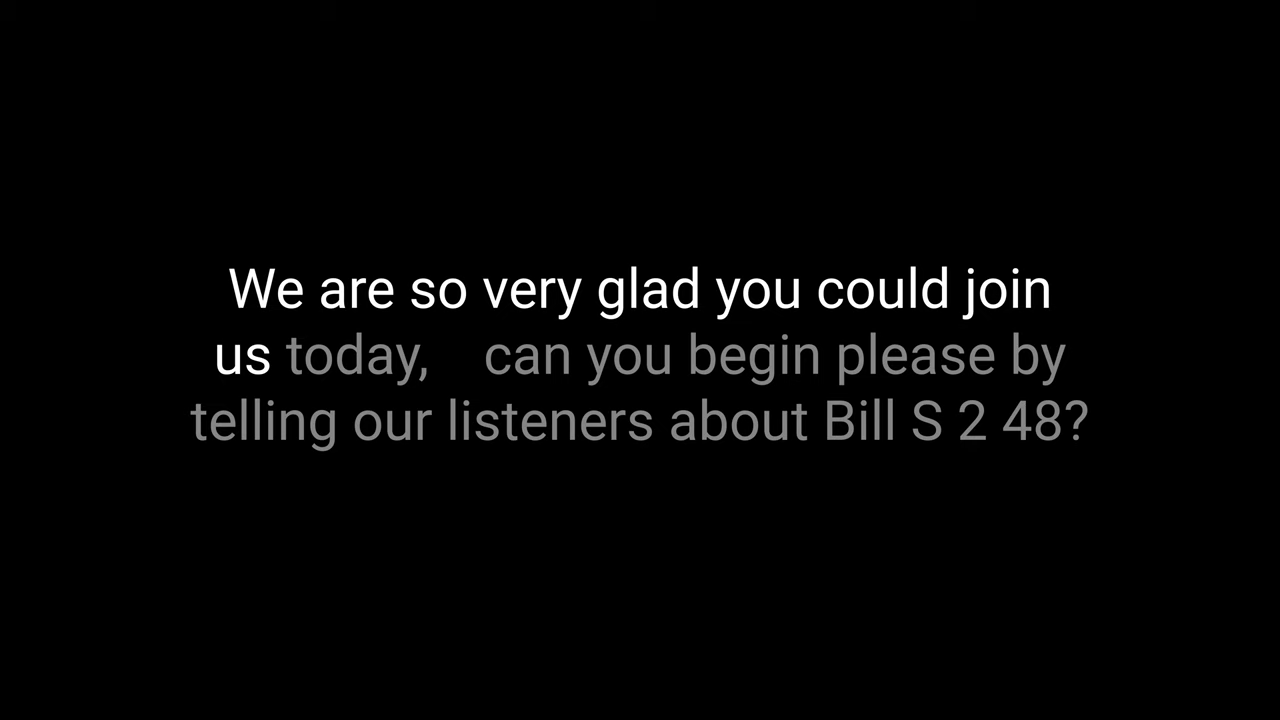 We are so very glad you could join
us today, can you begin please by
telling our listeners about Bill S 2 48?